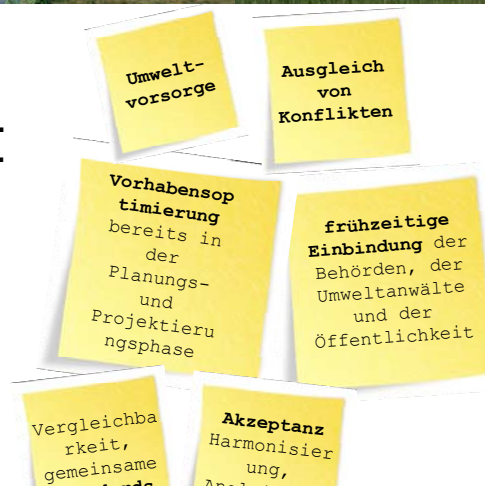 Umwelt-
vorsorge
Ausgleich
von
Konflikten
Vorhabensop
timierung
bereits in
der
Planungs-
und
Projektieru
ngsphase
frühzeitige
Einbindung der
Behörden, der
Umweltanwälte
und der
Öffentlichkeit
Vergleichba
rkeit,
gemeinsame
Akzeptanz
Harmonisier
ung,